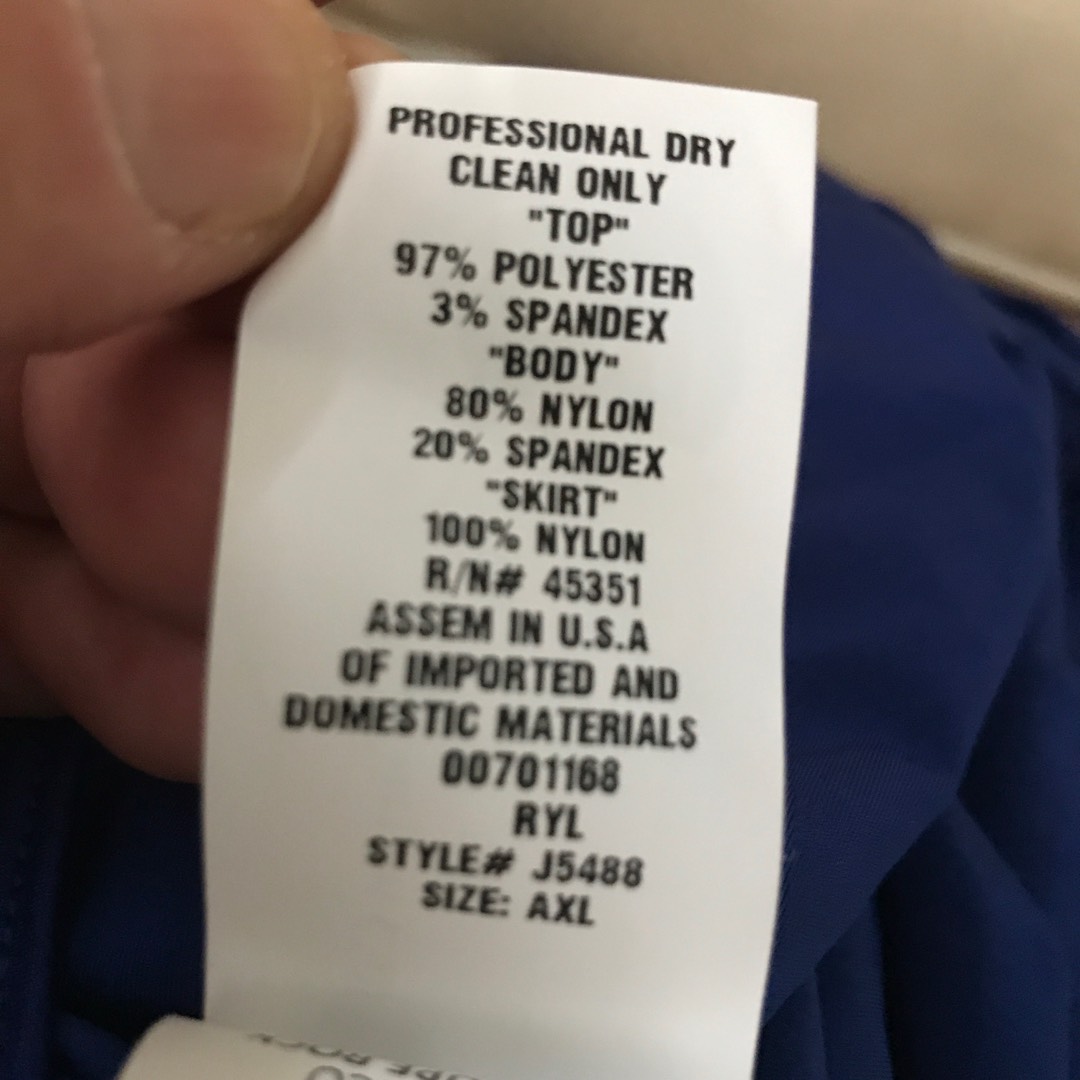 PROFESSIONAL DRY
CLEAN ONLY
"TOP"
97% POLYESTER
3% SPANDEX
"BODY"
80% NYLON
20% SPANDEX
"SKIRT"
100% NYLON
R/N# 45351
ASSEM IN U.S.A
OF IMPORTED AND
DOMESTIC MATERIALS
00701168
RYL
STYLE# J5488
SIZE: AXL